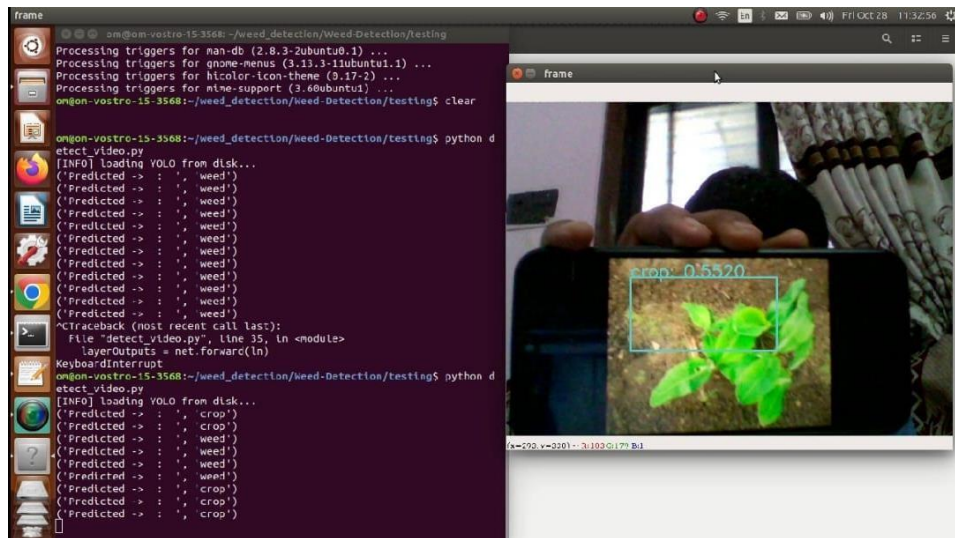 frame
En
Fri Oct 28 11:32:56
om@om-vostro-15-3568: ~/weed_detection/Weed-Detection/testing
Processing triggers for man-db (2.8.3-2ubuntu0.1) ...
Processing triggers for gnome-menus (3.13.3-11ubuntu1.1) ...
Processing triggers for hicolor-icon-theme (0.17-2) ...
Processing triggers for mime-support (3.60ubuntu1) ...
om@om-vostro-15-3568:~/weed_detection/Weed-Detection/testing$ clear
om@om-vostro-15-3568:~/weed_detection/Weed-Detection/testing$ python d
etect_video.py
[INFO] loading YOLO from disk...
('Predicted -> : ', 'weed')
('Predicted -> : ', 'weed')
('Predicted -> : ', 'weed')
('Predicted -> : ', 'weed')
('Predicted -> : ', 'weed')
('Predicted -> : ', 'weed')
('Predicted -> : ', 'weed')
('Predicted -> : ', 'weed')
('Predicted -> : ', 'weed')
('Predicted -> : ', 'weed')
('Predicted -> : ', 'weed')
('Predicted -> : ', 'weed')
^CTraceback (most recent call last):
File "detect_video.py", line 35, in <module>
layerOutputs = net.forward(ln)
KeyboardInterrupt
om@om-vostro-15-3568:~/weed_detection/Weed-Detection/testing$ python d
etect_video.py
[INFO] loading YOLO from disk...
('Predicted -> : ', 'crop')
('Predicted -> : ', 'crop')
('Predicted -> : ', 'weed')
('Predicted -> : ', 'weed')
('Predicted -> : ', 'weed')
('Predicted -> : ', 'weed')
('Predicted -> : ', 'crop')
('Predicted -> : ', 'crop')
('Predicted -> : ', 'crop')
frame
crop: 0.5520
R:103 G:179 B:1